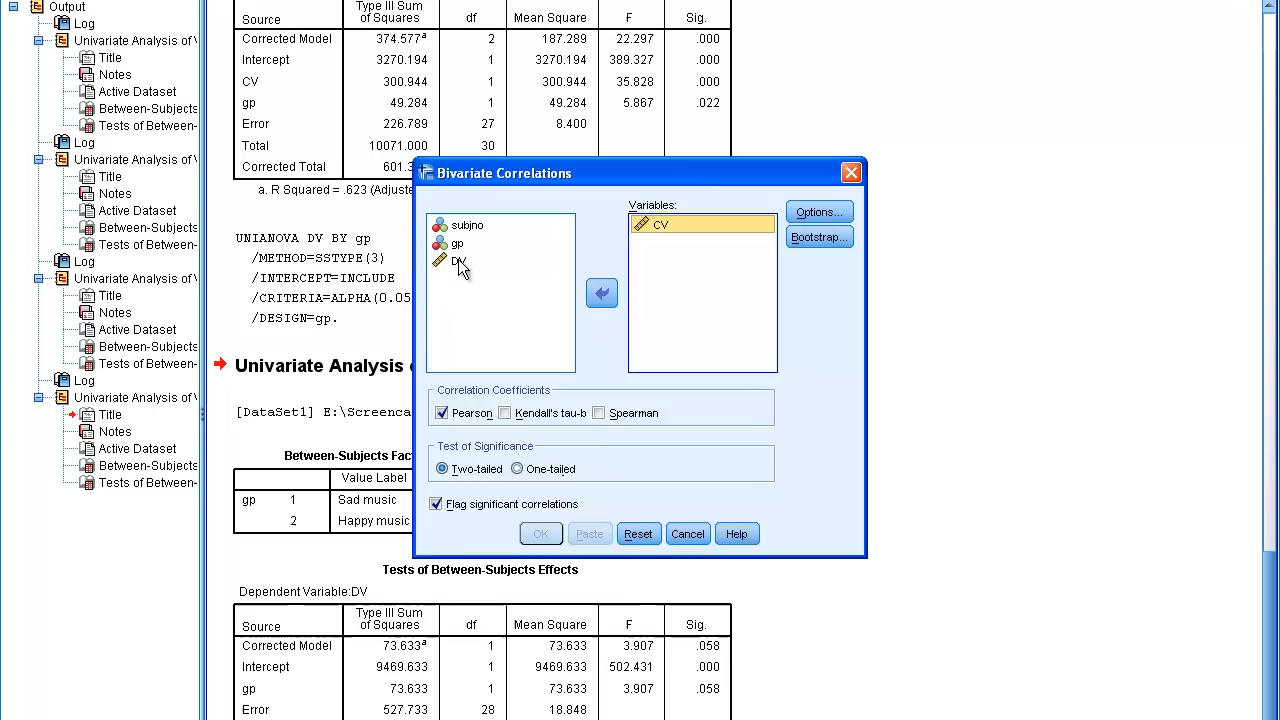 Output
Log
Univariate Analysis of
Title
Notes
Active Dataset
Between-Subjects
Tests of Between-
Log
Univariate Analysis of
Title
Notes
Active Dataset
Between-Subjects
Tests of Between-
Log
Univariate Analysis of
Title
Notes
Active Dataset
Between-Subjects
Tests of Between-
Log
Univariate Analysis of
Title
Notes
Active Dataset
Between-Subjects
Tests of Between-
Source Type III Sum of Squares df Mean Square F Sig.
Corrected Model 374.577a 2 187.289 22.297 .000
Intercept 3270.194 1 3270.194 389.327 .000
CV 300.944 1 300.944 35.828 .000
gp 49.284 1 49.284 5.867 .022
Error 226.789 27 8.400
Total 10071.000 30
Corrected Total 601.3
a. R Squared = .623 (Adjuste
UNIANOVA DV BY gp
/METHOD=SSTYPE(3)
/INTERCEPT=INCLUDE
/CRITERIA=ALPHA(0.05
/DESIGN=gp.
Univariate Analysis
[DataSet1] E:\Screenca
Between-Subjects Fac
Value Label
gp 1 Sad music
2 Happy music
Tests of Between-Subjects Effects
Dependent Variable:DV
Source Type III Sum of Squares df Mean Square F Sig.
Corrected Model 73.633a 1 73.633 3.907 .058
Intercept 9469.633 1 9469.633 502.431 .000
gp 73.633 1 73.633 3.907 .058
Error 527.733 28 18.848
Bivariate Correlations
Variables:
subjno
gp
DV
CV
Options...
Bootstrap...
Correlation Coefficients
Pearson Kendall's tau-b Spearman
Test of Significance
Two-tailed One-tailed
Flag significant correlations
OK Paste Reset Cancel Help